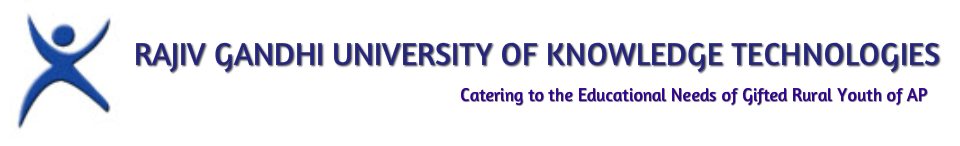 RAJIV GANDHI UNIVERSITY OF KNOWLEDGE TECHNOLOGIES
Catering to the Educational Needs of Gifted Rural Youth of AP